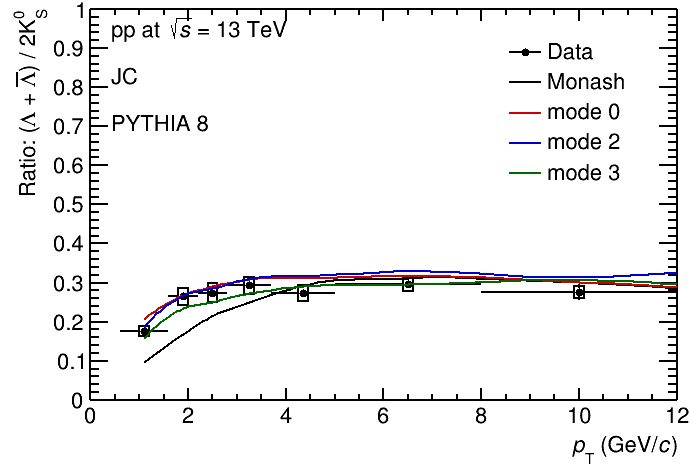 Ratio: (Λ + Λ̅) / 2K⁰_S
1
0.9
0.8
0.7
0.6
0.5
0.4
0.3
0.2
0.1
0
pp at √s = 13 TeV
JC
PYTHIA 8
Data
Monash
mode 0
mode 2
mode 3
0 2 4 6 8 10 12
p_T (GeV/c)